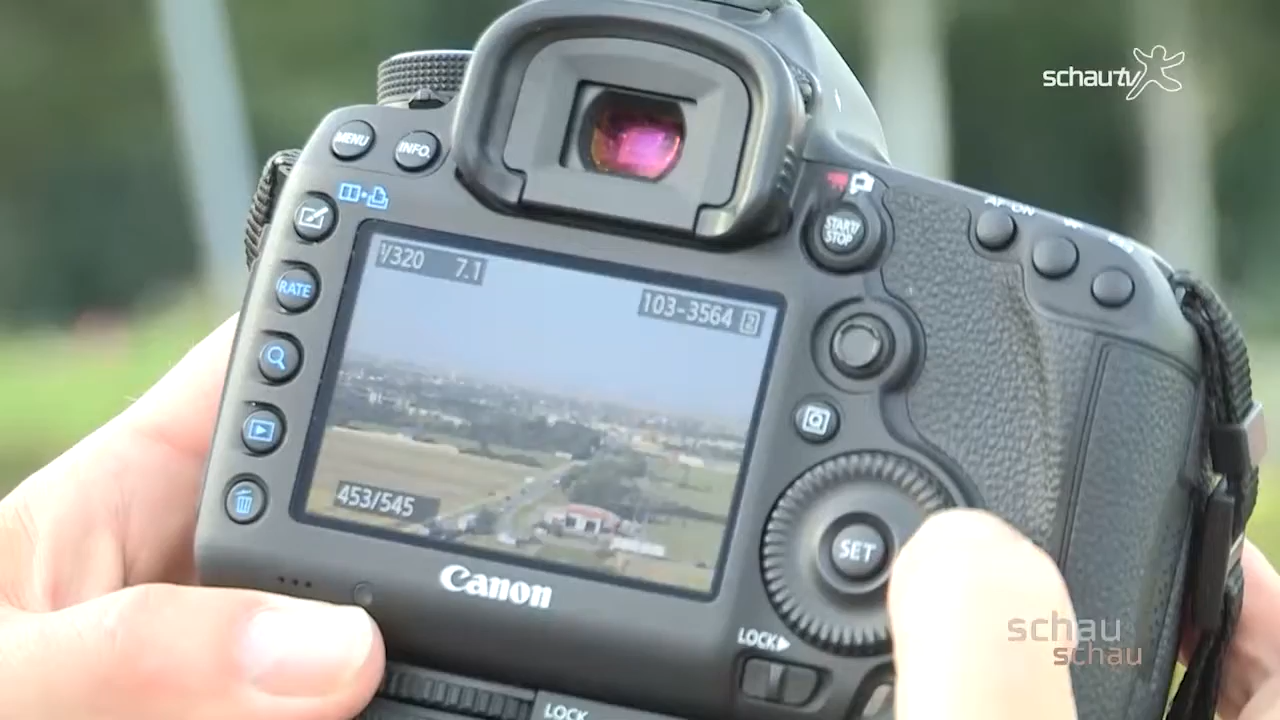 schautv
MENU
INFO.
START/
STOP
AF-ON
RATE
1/320 7.1
103-3564 2
453/545
SET
Canon
LOCK▶
LOCK
schau
schau